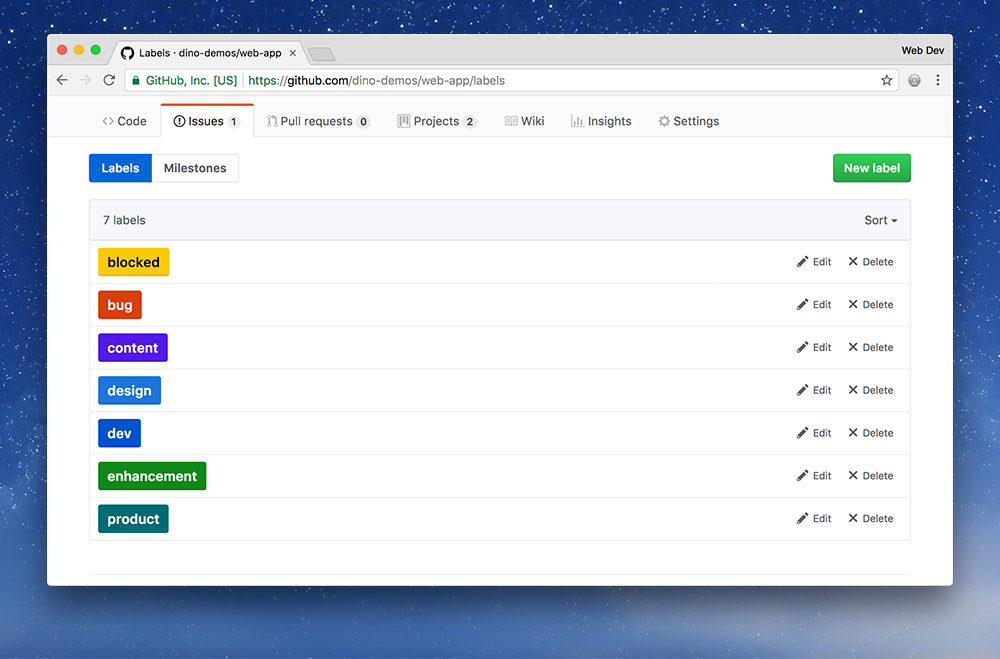 Labels · dino-demos/web-app
Web Dev
GitHub, Inc. [US] https://github.com/dino-demos/web-app/labels
Code Issues 1 Pull requests 0 Projects 2 Wiki Insights Settings
Labels Milestones New label
7 labels Sort
blocked Edit Delete
bug Edit Delete
content Edit Delete
design Edit Delete
dev Edit Delete
enhancement Edit Delete
product Edit Delete